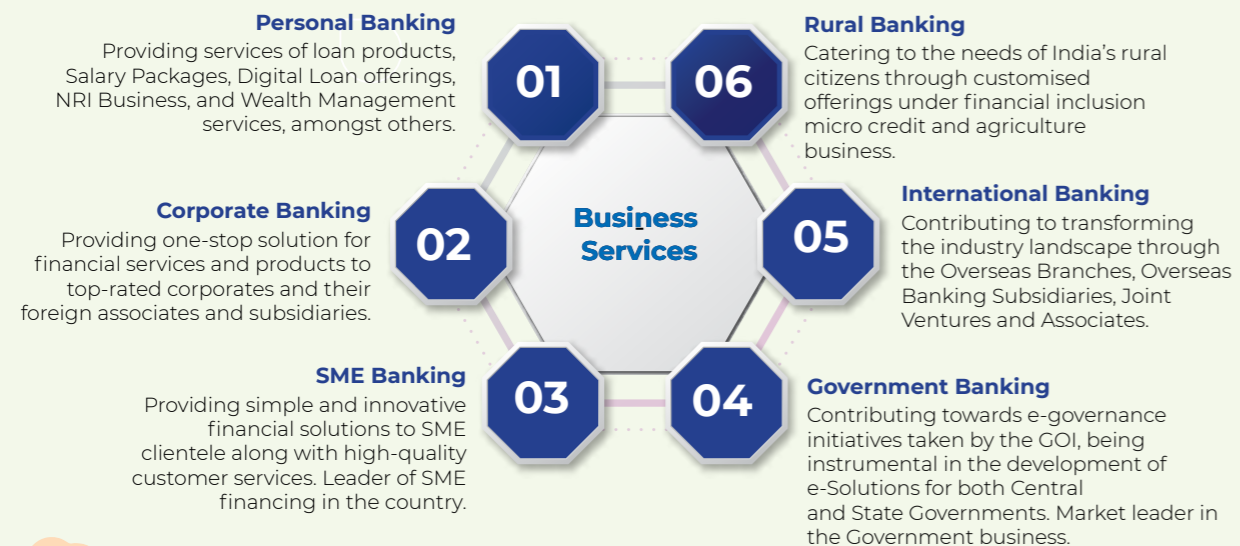 Personal Banking
Providing services of loan products,
Salary Packages, Digital Loan offerings,
NRI Business, and Wealth Management
services, amongst others.
01
Corporate Banking
Providing one-stop solution for
financial services and products to
top-rated corporates and their
foreign associates and subsidiaries.
02
SME Banking
Providing simple and innovative
financial solutions to SME
clientele along with high-quality
customer services. Leader of SME
financing in the country.
03
Business
Services
04
Government Banking
Contributing towards e-governance
initiatives taken by the GOI, being
instrumental in the development of
e-Solutions for both Central
and State Governments. Market leader in
the Government business.
05
International Banking
Contributing to transforming
the industry landscape through
the Overseas Branches, Overseas
Banking Subsidiaries, Joint
Ventures and Associates.
06
Rural Banking
Catering to the needs of India’s rural
citizens through customised
offerings under financial inclusion
micro credit and agriculture
business.